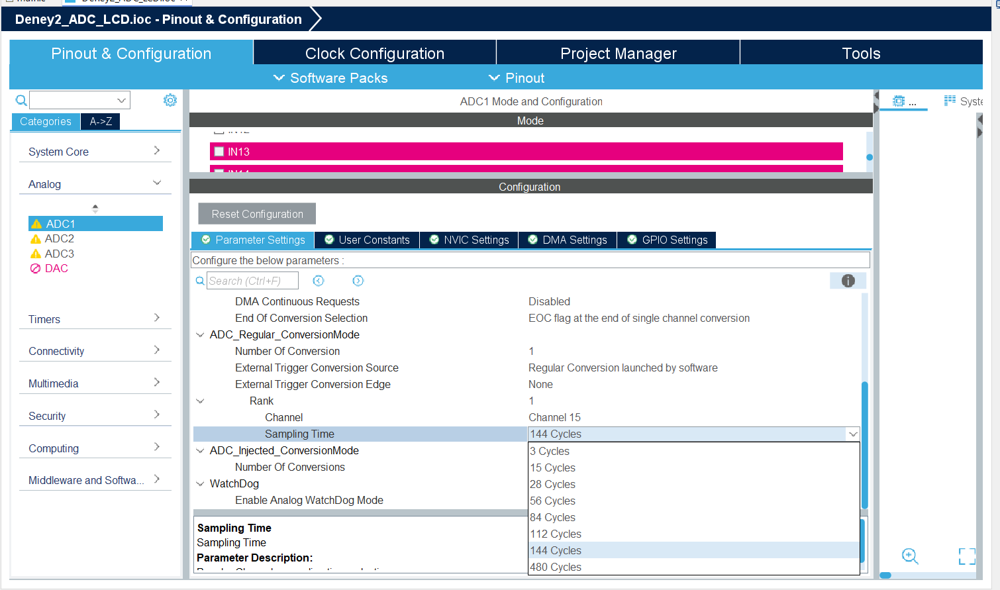 Deney2_ADC_LCD.ioc - Pinout & Configuration
Pinout & Configuration
Clock Configuration
Project Manager
Tools
Software Packs
Pinout
ADC1 Mode and Configuration
...
Syste
Categories
A->Z
Mode
IN12
IN13
IN14
System Core
Analog
ADC1
ADC2
ADC3
DAC
Timers
Connectivity
Multimedia
Security
Computing
Middleware and Softwa...
Configuration
Reset Configuration
Parameter Settings
User Constants
NVIC Settings
DMA Settings
GPIO Settings
Configure the below parameters :
Search (Ctrl+F)
DMA Continuous Requests Disabled
End Of Conversion Selection EOC flag at the end of single channel conversion
ADC_Regular_ConversionMode
Number Of Conversion 1
External Trigger Conversion Source Regular Conversion launched by software
External Trigger Conversion Edge None
Rank 1
Channel Channel 15
Sampling Time 144 Cycles
ADC_Injected_ConversionMode
Number Of Conversions
WatchDog
Enable Analog WatchDog Mode
3 Cycles
15 Cycles
28 Cycles
56 Cycles
84 Cycles
112 Cycles
144 Cycles
480 Cycles
Sampling Time
Sampling Time
Parameter Description: